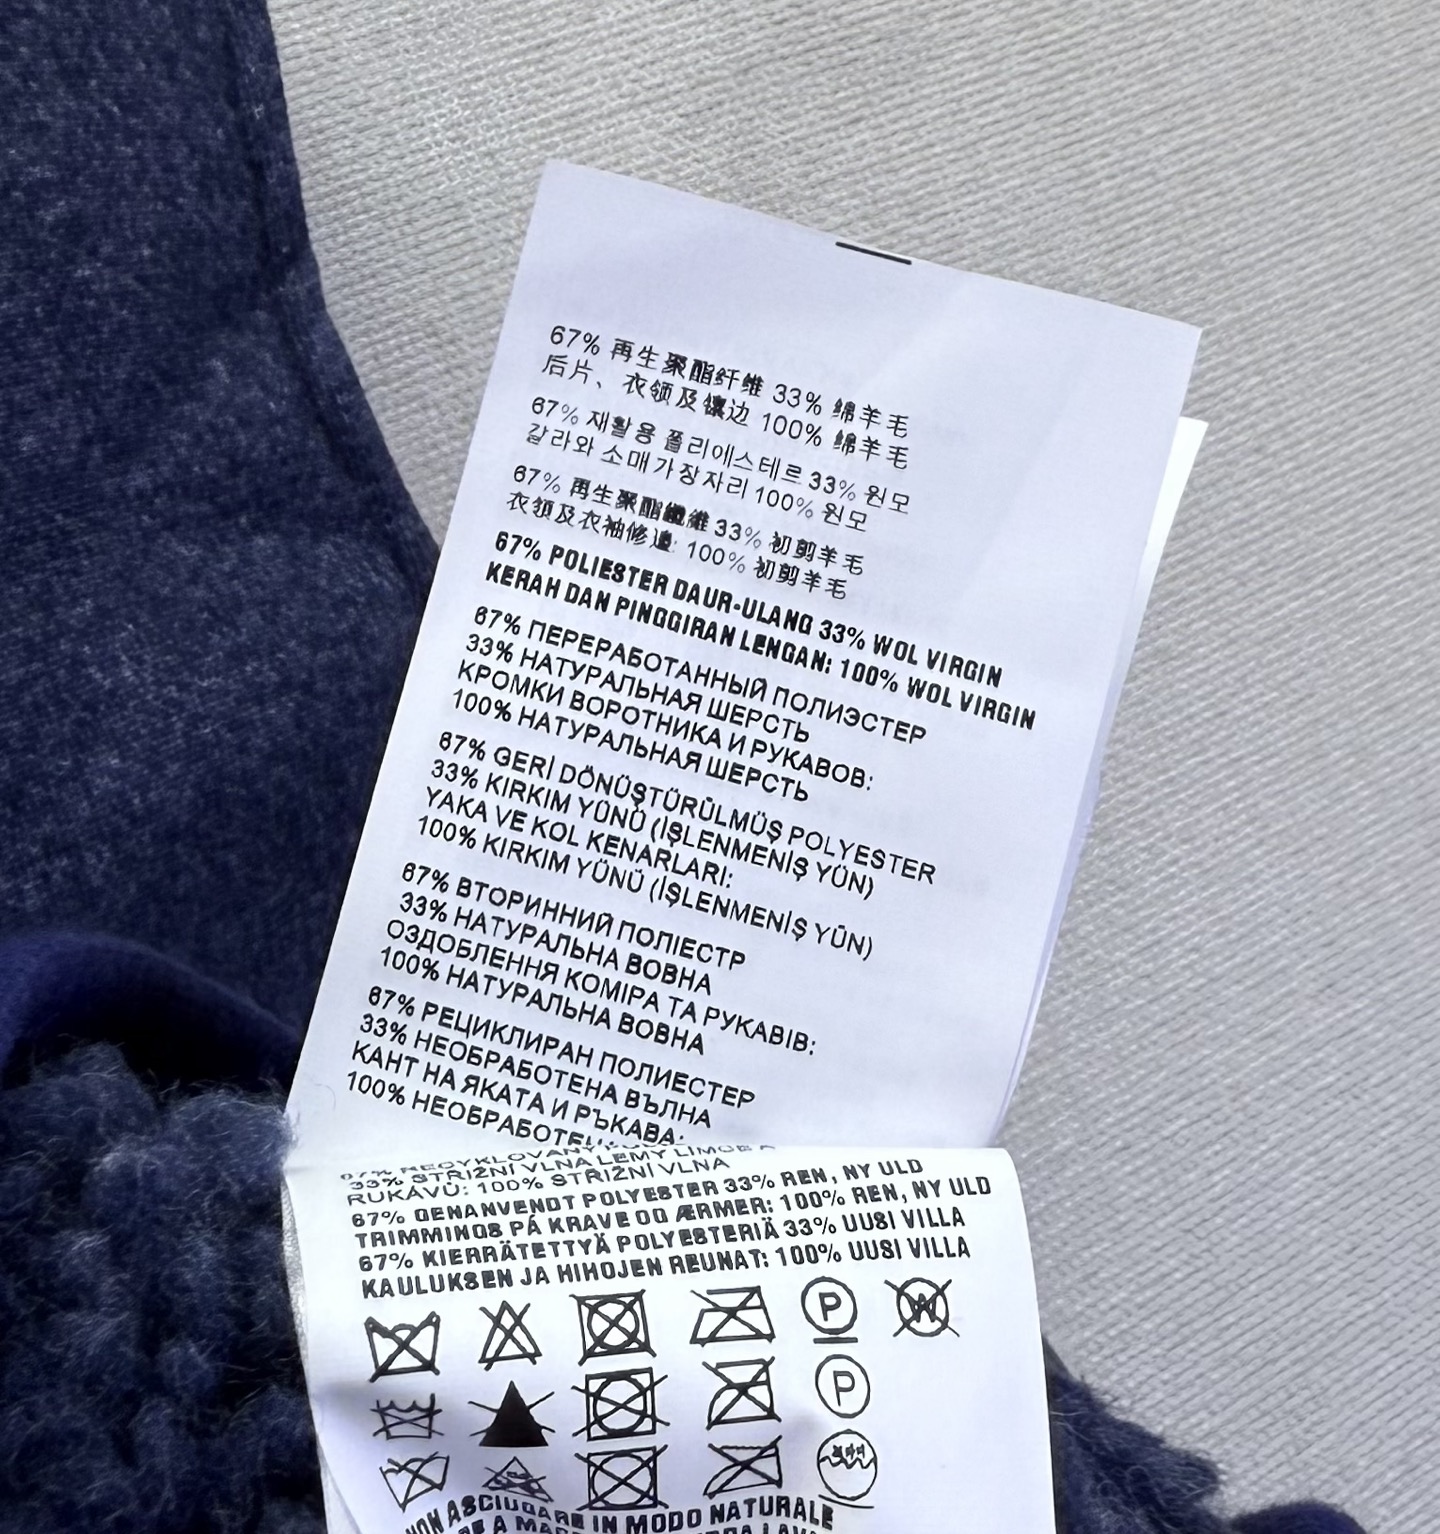 67% 再生聚酯纤维 33% 绵羊毛
后片、衣领及镶边 100% 绵羊毛
67% 재활용 폴리에스테르 33% 원모
칼라와 소매가장자리 100% 원모
67% 再生聚酯纖維 33% 初剪羊毛
衣領及衣袖修邊: 100% 初剪羊毛
67% POLIESTER DAUR-ULANG 33% WOL VIRGIN
KERAH DAN PINGGIRAN LENGAN: 100% WOL VIRGIN
67% ПЕРЕРАБОТАННЫЙ ПОЛИЭСТЕР
33% НАТУРАЛЬНАЯ ШЕРСТЬ
КРОМКИ ВОРОТНИКА И РУКАВОВ:
100% НАТУРАЛЬНАЯ ШЕРСТЬ
67% GERİ DÖNÜŞTÜRÜLMÜŞ POLYESTER
33% KIRKIM YÜNÜ (İŞLENMENİŞ YÜN)
YAKA VE KOL KENARLARI:
100% KIRKIM YÜNÜ (İŞLENMENİŞ YÜN)
67% ВТОРИННИЙ ПОЛІЕСТР
33% НАТУРАЛЬНА ВОВНА
ОЗДОБЛЕННЯ КОМІРА ТА РУКАВІВ:
100% НАТУРАЛЬНА ВОВНА
67% РЕЦИКЛИРАН ПОЛИЕСТЕР
33% НЕОБРАБОТЕНА ВЪЛНА
КАНТ НА ЯКАТА И РЪКАВА:
100%
33% STŘIŽNÍ VLNA LEMY LÍMCE A
RUKÁVŮ: 100% STŘIŽNÍ VLNA
67% GENANVENDT POLYESTER 33% REN, NY ULD
TRIMMINGS PÅ KRAVE OG ÆRMER: 100% REN, NY ULD
67% KIERRÄTETTYÄ POLYESTERIÄ 33% UUSI VILLA
KAULUKSEN JA HIHOJEN REUNAT: 100% UUSI VILLA
P W
P
NON ASCIUGARE IN MODO NATURALE